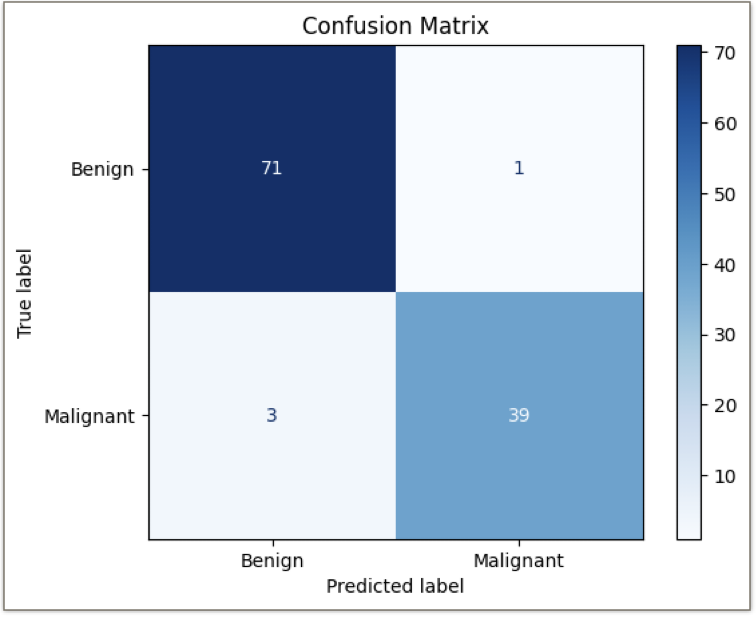 Confusion Matrix
Benign
71
1
True label
Malignant
3
39
Benign
Malignant
Predicted label
70
60
50
40
30
20
10